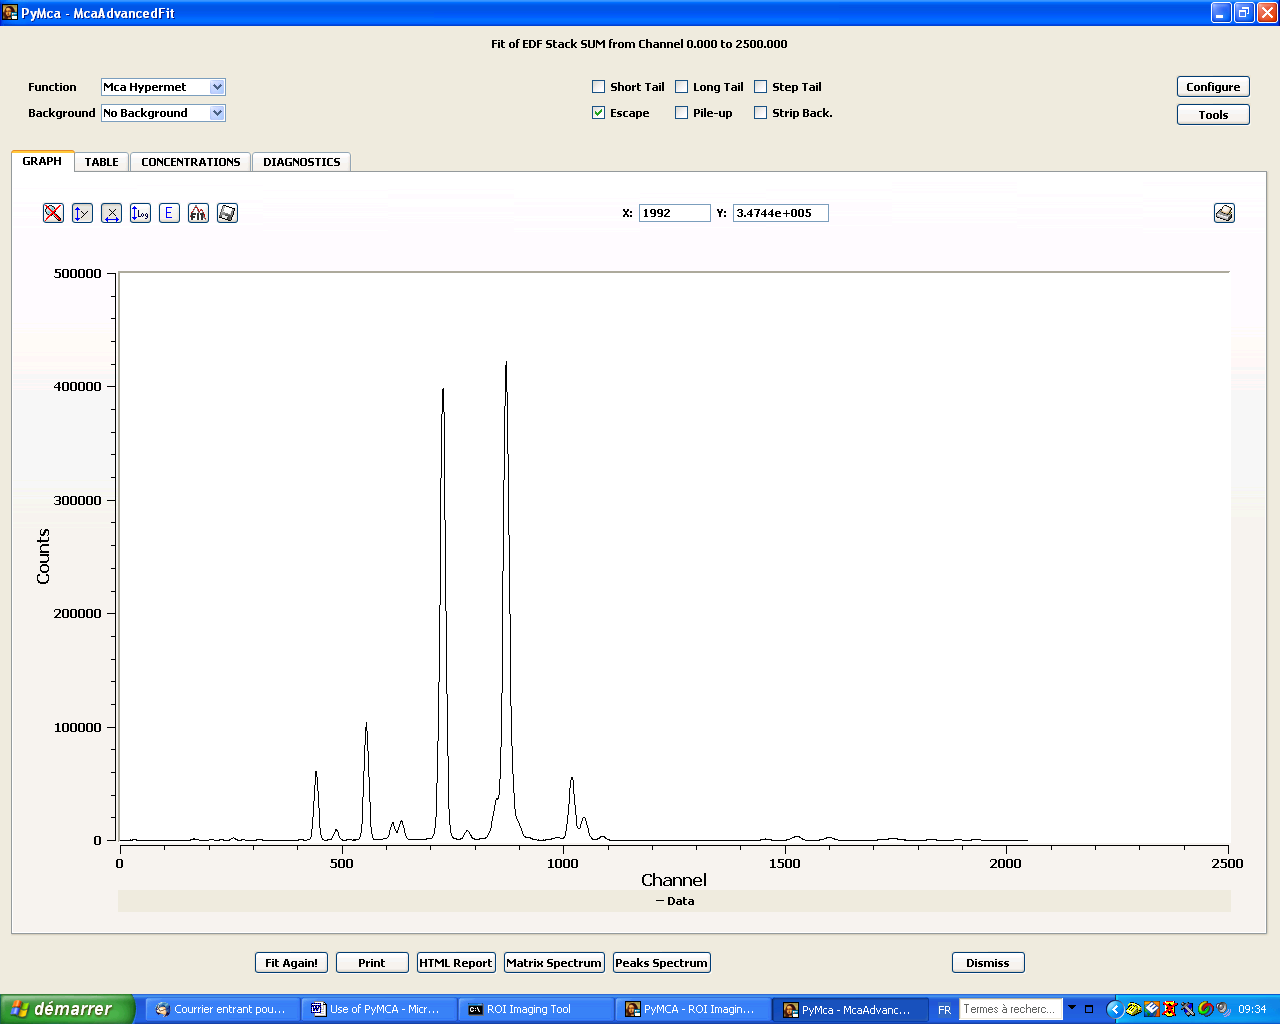 PyMca - McaAdvancedFit
Fit of EDF Stack SUM from Channel 0.000 to 2500.000
Function Mca Hypermet Short Tail Long Tail Step Tail Configure
Background No Background Escape Pile-up Strip Back. Tools
GRAPH TABLE CONCENTRATIONS DIAGNOSTICS
Log E Fit X: 1992 Y: 3.4744e+005
500000
400000
300000
200000
100000
0
Counts
0 500 1000 1500 2000 2500
Channel
Data
Fit Again! Print HTML Report Matrix Spectrum Peaks Spectrum Dismiss
démarrer Courrier entrant pou... Use of PyMCA - Micr... ROI Imaging Tool PyMCA - ROI Imagin... PyMca - McaAdvanc... FR Termes à recherc... 09:34